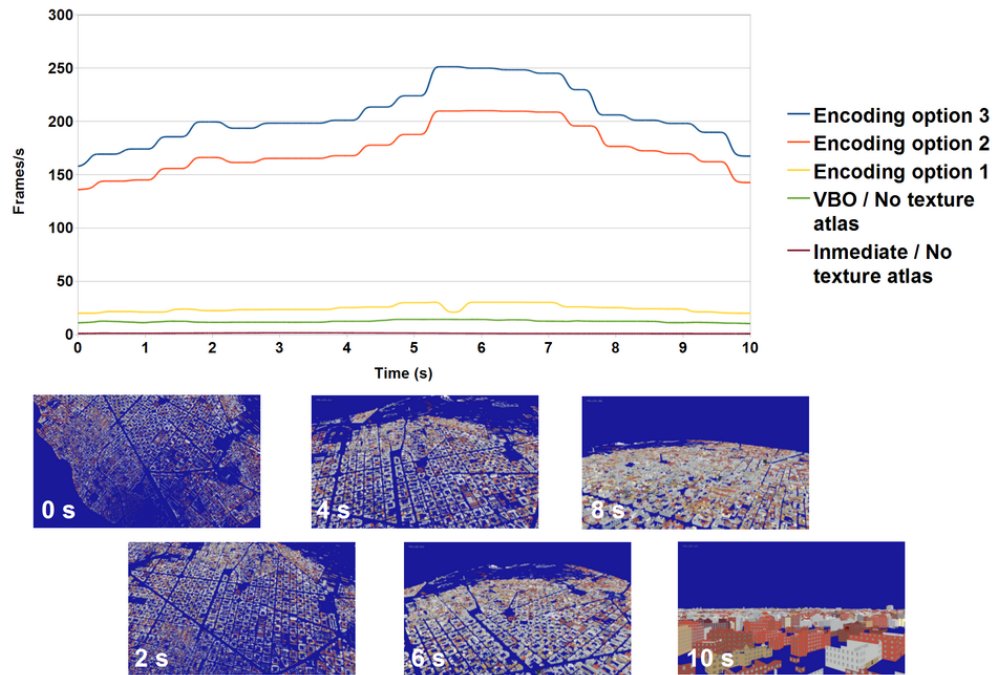 300
250
200
150
100
50
0
Frames/s
0 1 2 3 4 5 6 7 8 9 10
Time (s)
Encoding option 3
Encoding option 2
Encoding option 1
VBO / No texture
atlas
Inmediate / No
texture atlas
0 s
4 s
8 s
2 s
6 s
10 s